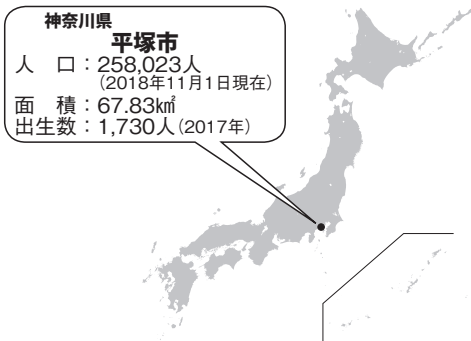 神奈川県
平塚市
人　口：258,023人
（2018年11月1日現在）
面　積：67.83㎢
出生数：1,730人（2017年）